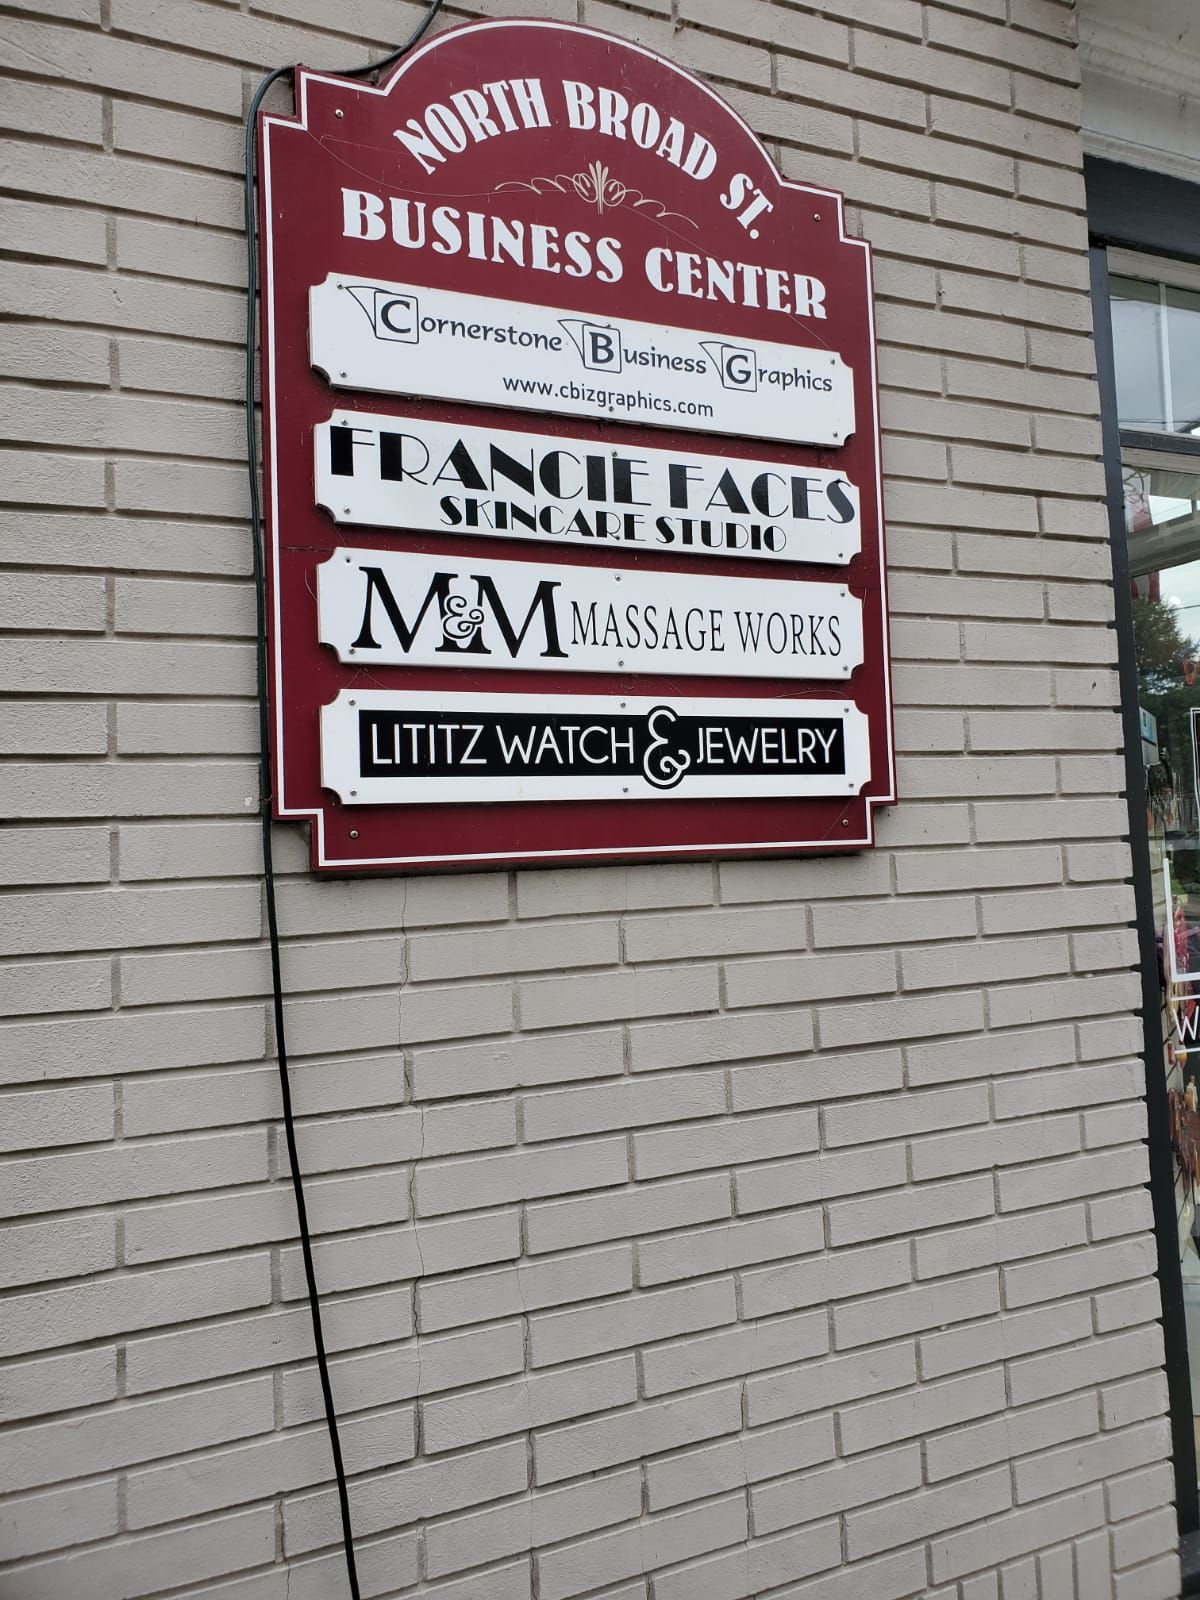 NORTH BROAD ST.
BUSINESS CENTER
Cornerstone Business Graphics
www.cbizgraphics.com
FRANCIE FACES
SKINCARE STUDIO
M&M MASSAGE WORKS
LITITZ WATCH & JEWELRY